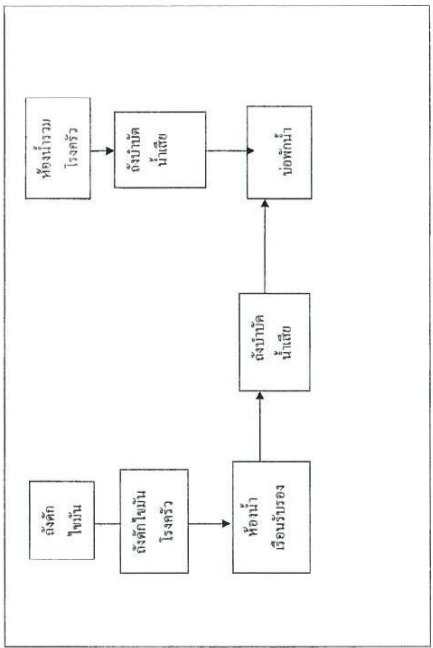 ถังดัก
ไขมัน
ถังดักไขมัน
โรงครัว
ห้องน้ำ
เรือนรับรอง
ถังบำบัด
น้ำเสีย
ห้องน้ำรวม
โรงครัว
ถังบำบัด
น้ำเสีย
บ่อพักน้ำ